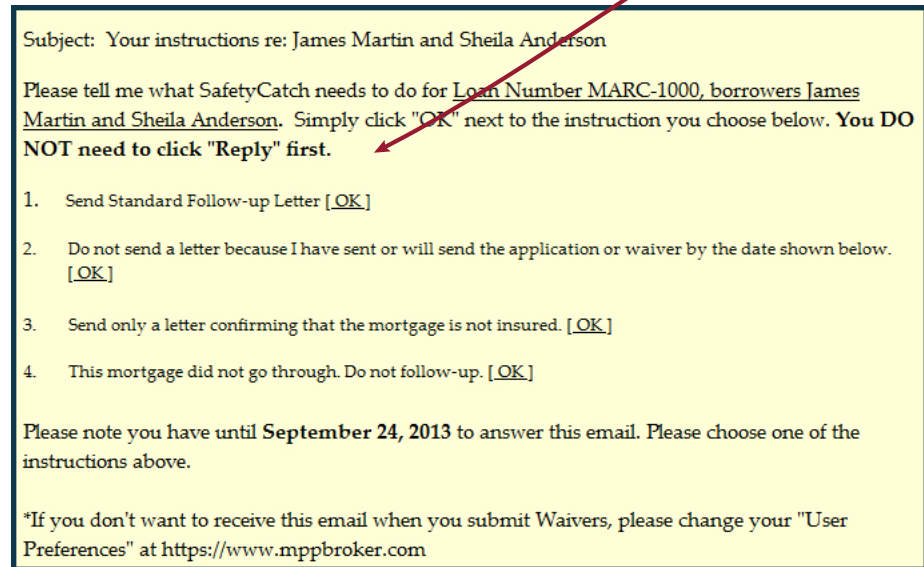 Subject:  Your instructions re: James Martin and Sheila Anderson
Please tell me what SafetyCatch needs to do for Loan Number MARC-1000, borrowers James
Martin and Sheila Anderson.  Simply click "OK" next to the instruction you choose below. You DO
NOT need to click "Reply" first.
1. Send Standard Follow-up Letter [ OK ]
2. Do not send a letter because I have sent or will send the application or waiver by the date shown below.
[ OK ]
3. Send only a letter confirming that the mortgage is not insured. [ OK ]
4. This mortgage did not go through. Do not follow-up. [ OK ]
Please note you have until September 24, 2013 to answer this email. Please choose one of the
instructions above.
*If you don't want to receive this email when you submit Waivers, please change your "User
Preferences" at https://www.mppbroker.com